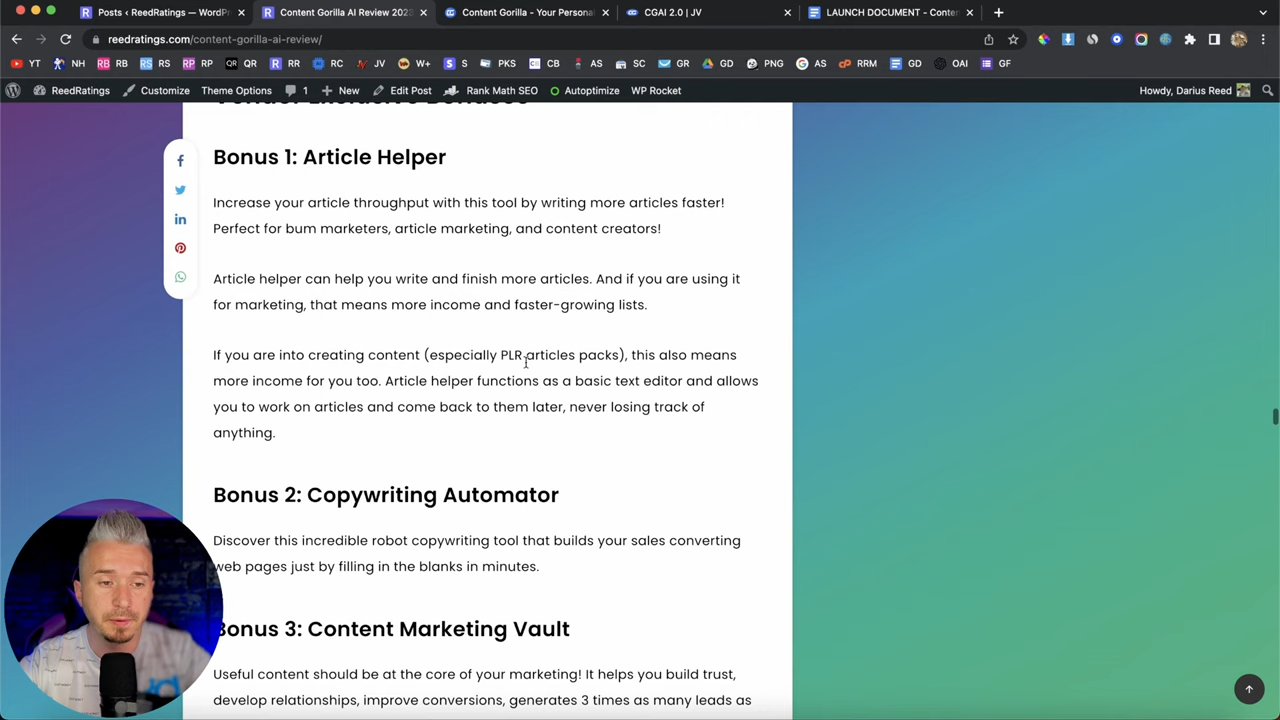 Posts ‹ ReedRatings — WordPr
Content Gorilla AI Review 2023
Content Gorilla - Your Personal
CGAI 2.0 | JV
LAUNCH DOCUMENT - Conte
reedratings.com/content-gorilla-ai-review/
YT NH RB BB RS SR PP QR RR RC JV W+ S PKS CB AS SC GR GD PNG AS RRM GD OAI GF
ReedRatings Customize Theme Options 1 New Edit Post Rank Math SEO Autoptimize WP Rocket Howdy, Darius Reed
Vendor Exclusive Bonuses
Bonus 1: Article Helper
Increase your article throughput with this tool by writing more articles faster!
Perfect for bum marketers, article marketing, and content creators!
Article helper can help you write and finish more articles. And if you are using it
for marketing, that means more income and faster-growing lists.
If you are into creating content (especially PLR articles packs), this also means
more income for you too. Article helper functions as a basic text editor and allows
you to work on articles and come back to them later, never losing track of
anything.
Bonus 2: Copywriting Automator
Discover this incredible robot copywriting tool that builds your sales converting
web pages just by filling in the blanks in minutes.
Bonus 3: Content Marketing Vault
Useful content should be at the core of your marketing! It helps you build trust,
develop relationships, improve conversions, generates 3 times as many leads as